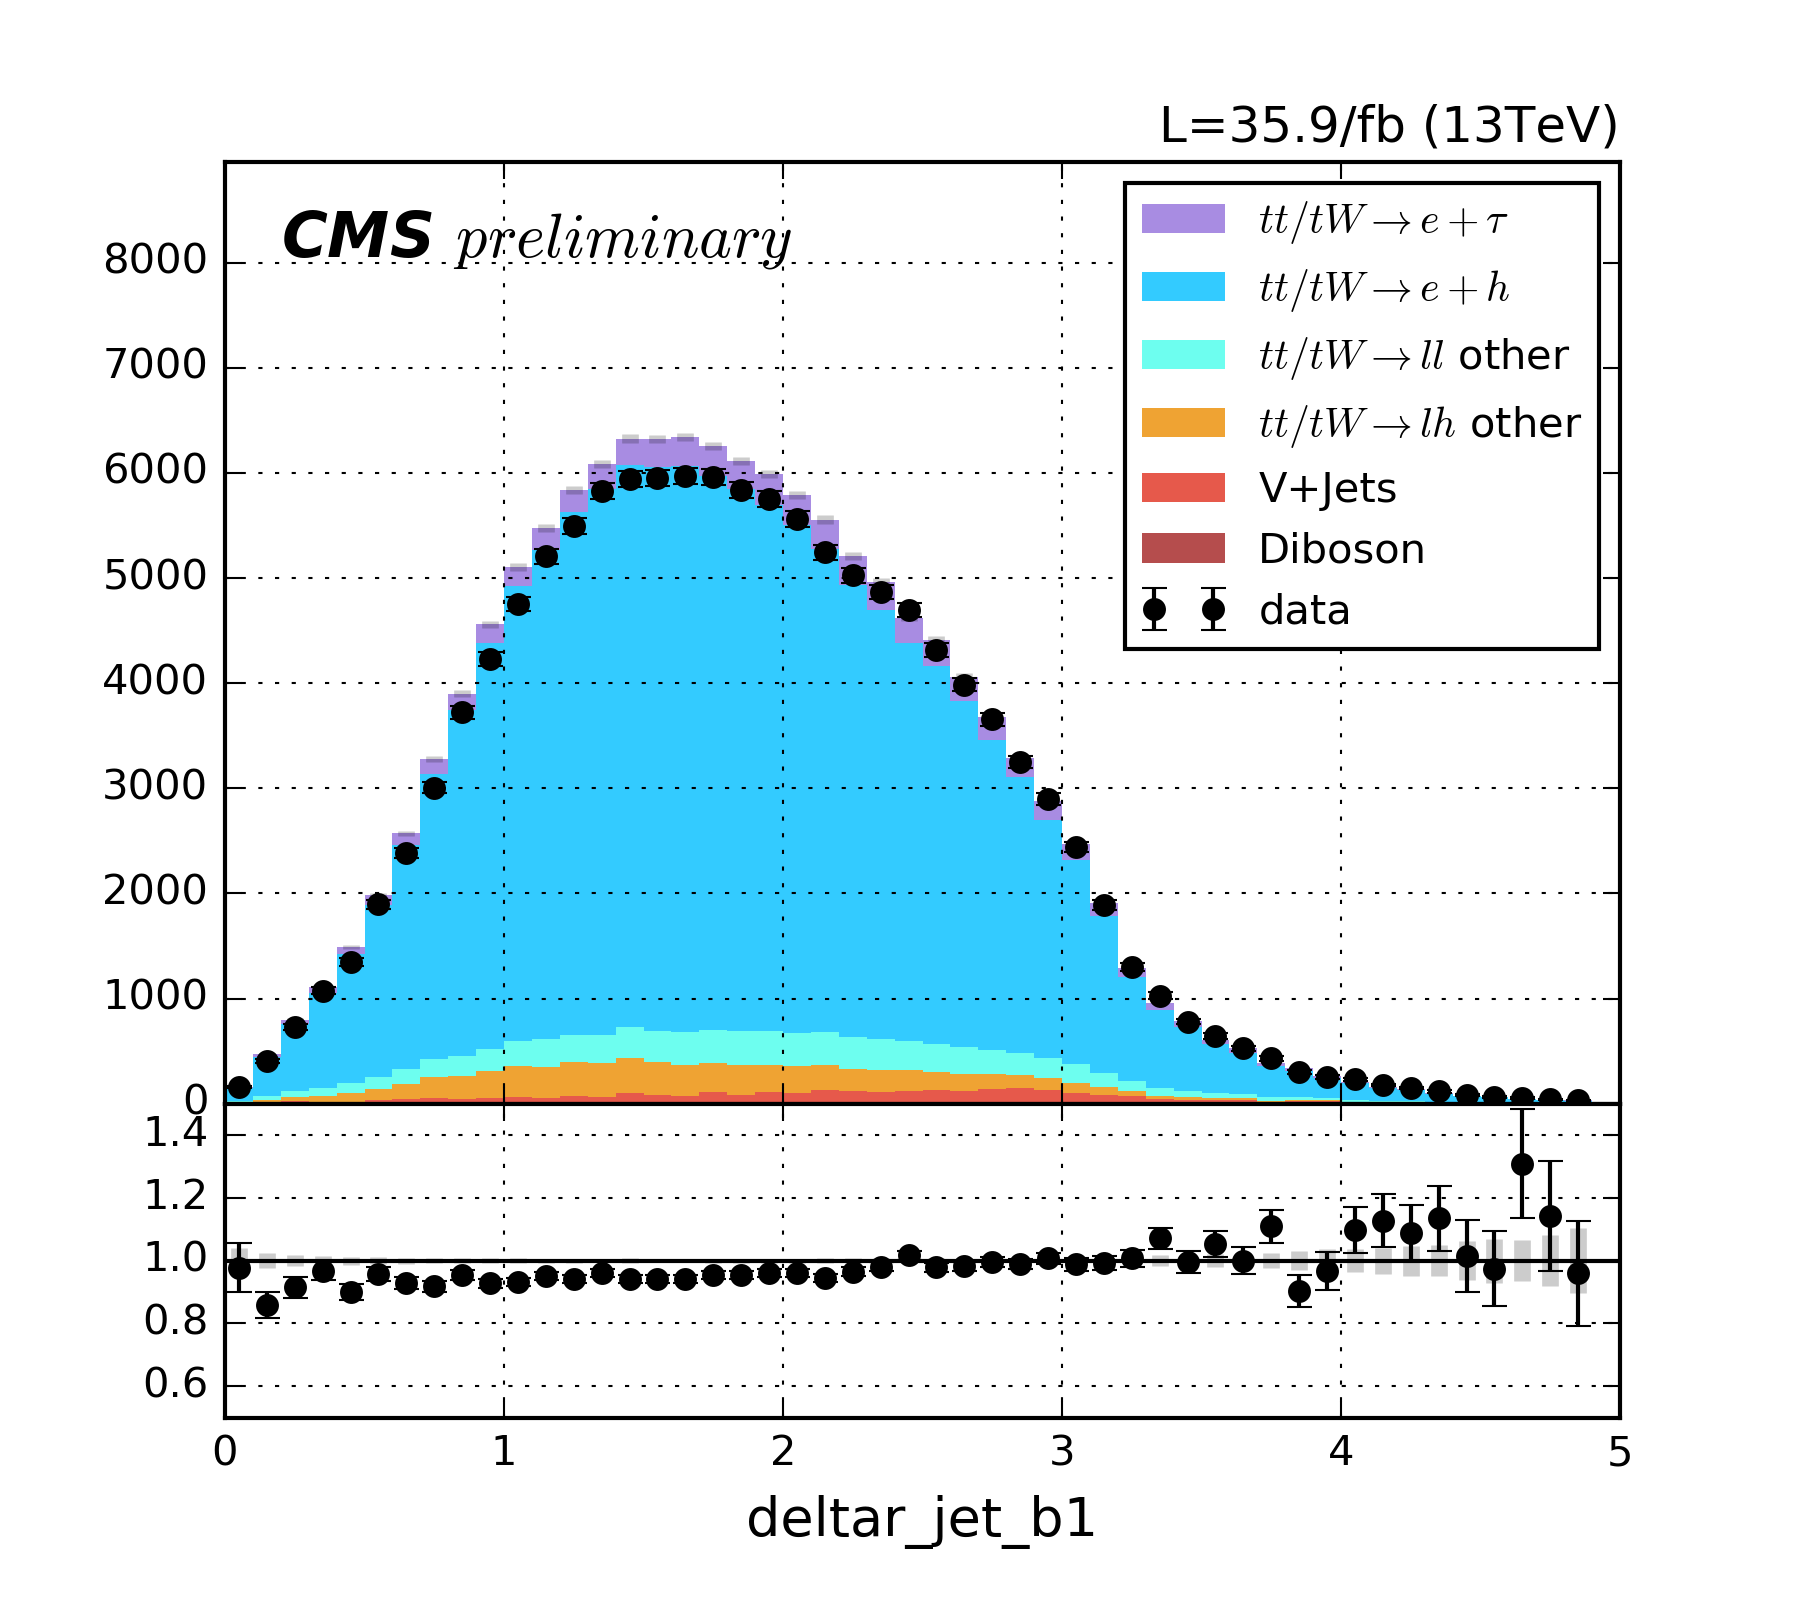 L=35.9/fb (13TeV)
CMS preliminary
tt/tW→e+τ
tt/tW→e+h
tt/tW→ll other
tt/tW→lh other
V+Jets
Diboson
data
8000
7000
6000
5000
4000
3000
2000
1000
0
1.4
1.2
1.0
0.8
0.6
0 1 2 3 4 5
deltar_jet_b1